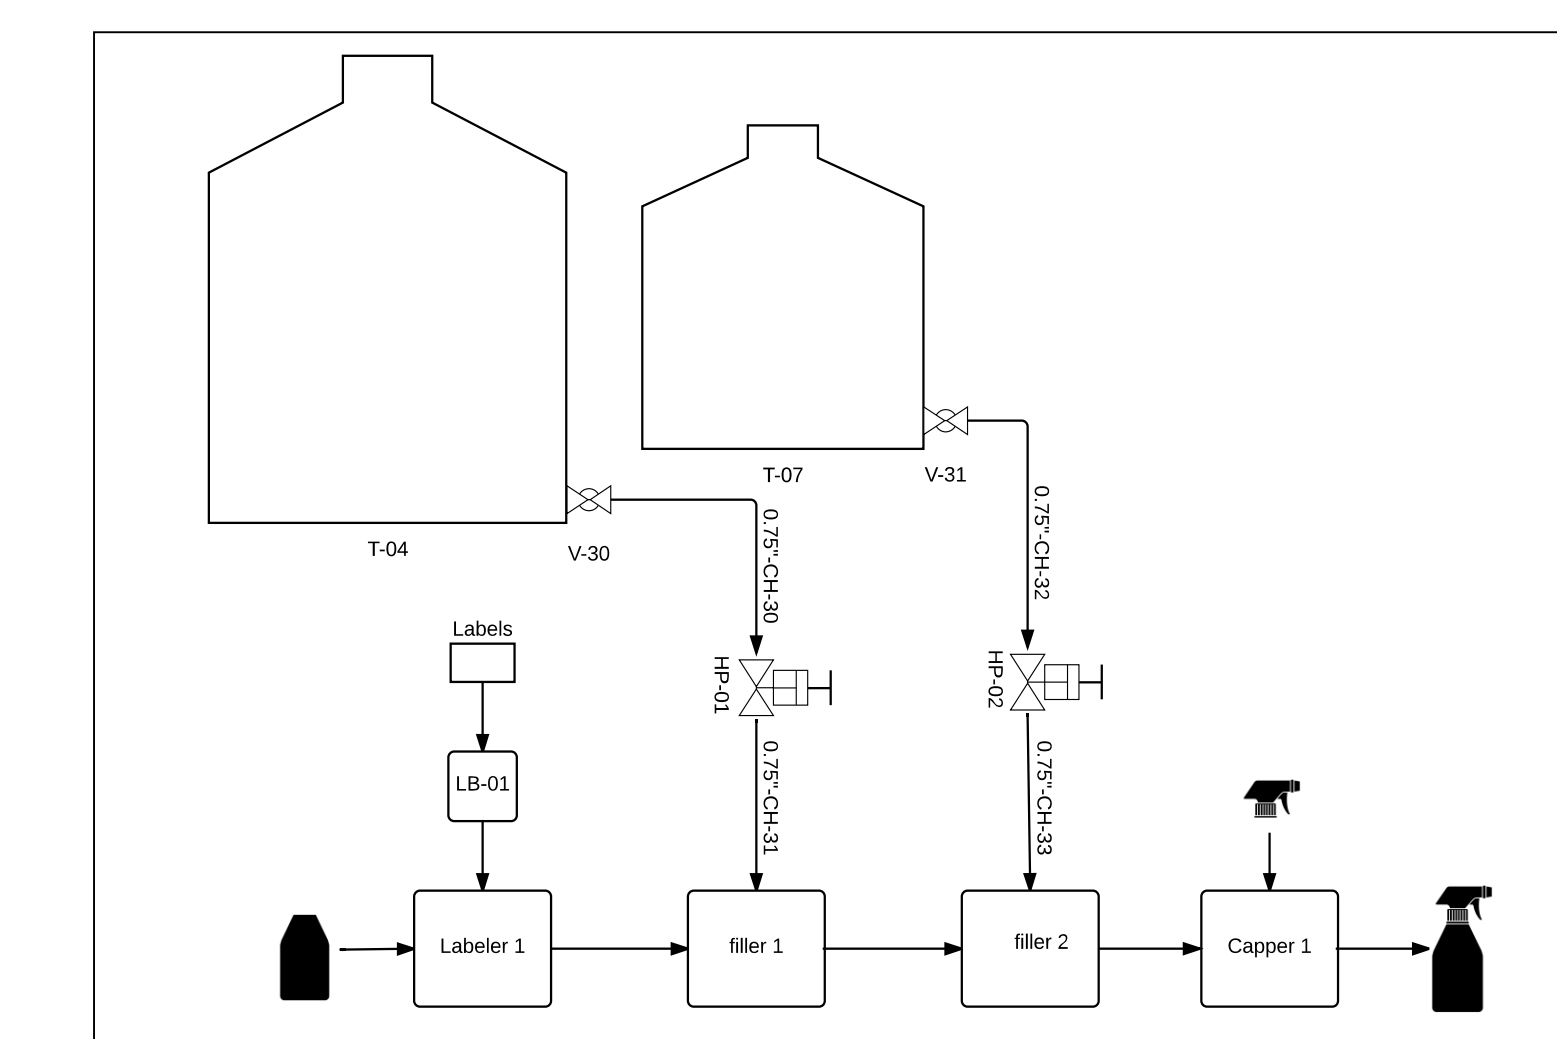 T-07
V-31
T-04
V-30
0.75"-CH-30
0.75"-CH-32
Labels
HP-01
HP-02
LB-01
0.75"-CH-31
0.75"-CH-33
Labeler 1
filler 1
filler 2
Capper 1